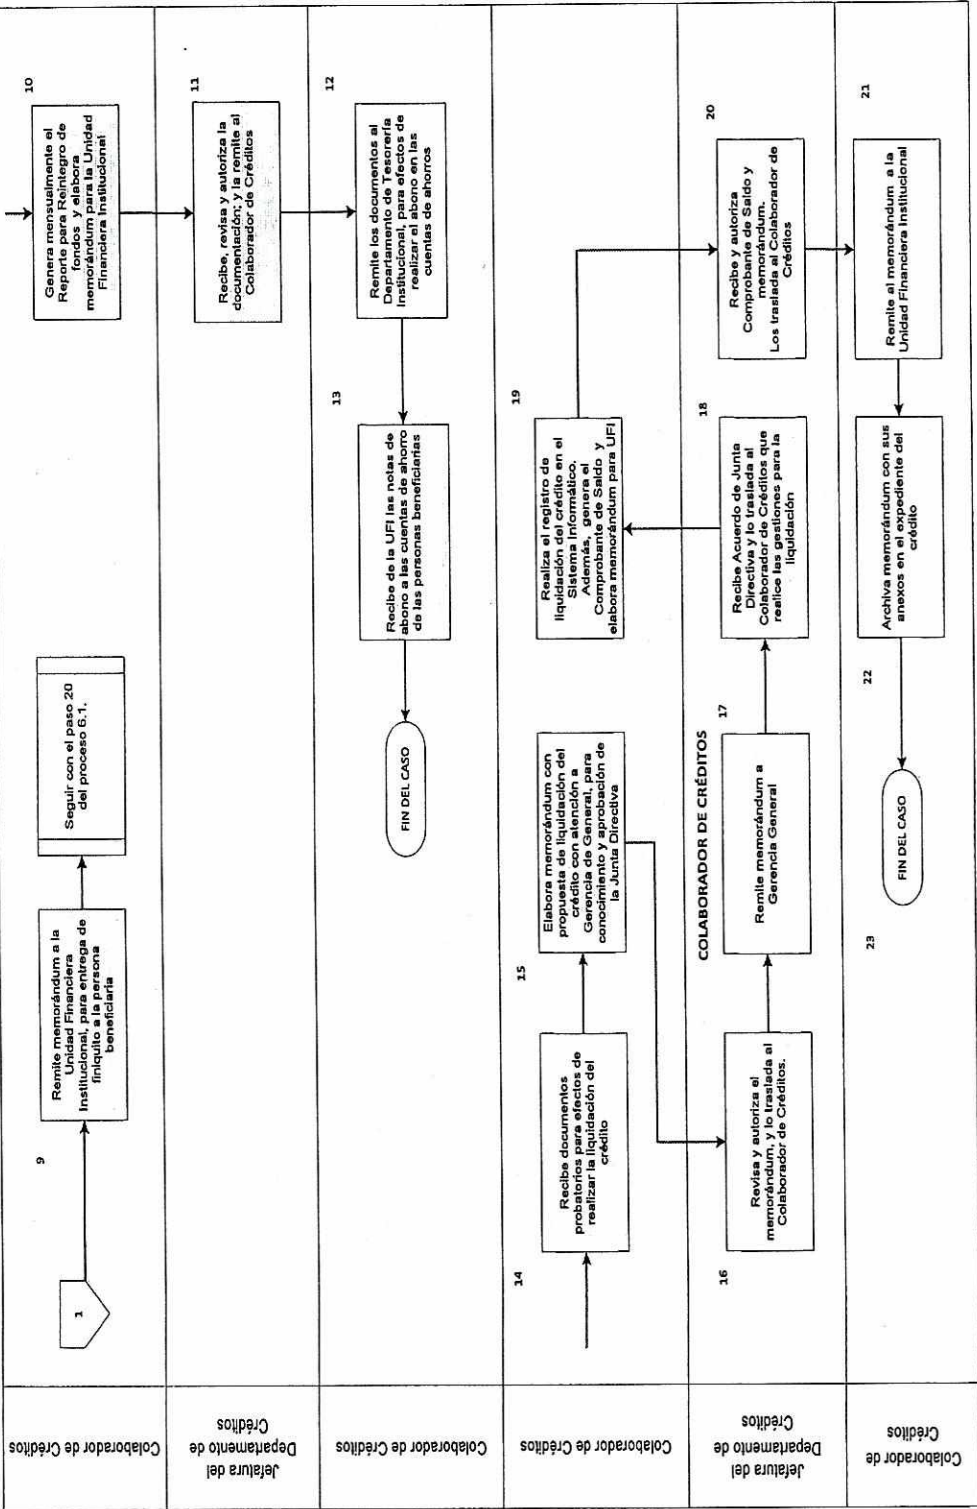 Colaborador de Créditos
1
9
Remite memorándum a la
Unidad Financiera
Institucional, para entrega de
finiquito a la persona
beneficiaria
Seguir con el paso 20
del proceso 6.1.
10
Genera mensualmente el
Reporte para Reintegro de
fondos y elabora
memorándum para la Unidad
Financiera Institucional
Jefatura del
Departamento de
Créditos
11
Recibe, revisa y autoriza la
documentación; y la remite al
Colaborador de Créditos
Colaborador de Créditos
12
Remite los documentos al
Departamento de Tesorería
Institucional, para efectos de
realizar el abono en las
cuentas de ahorros
13
Recibe de la UFI las notas de
abono a las cuentas de ahorro
de las personas beneficiarias
FIN DEL CASO
Colaborador de Créditos
14
Recibe documentos
probatorios para efectos de
realizar la liquidación del
crédito
15
Elabora memorándum con
propuesta de liquidación del
crédito con atención a
Gerencia de General, para
conocimiento y aprobación de
la Junta Directiva
19
Realiza el registro de
liquidación del crédito en el
Sistema Informático.
Además, genera el
Comprobante de Saldo y
elabora memorándum para UFI
Jefatura del
Departamento de
Créditos
16
Revisa y autoriza el
memorándum, y lo traslada al
Colaborador de Créditos.
COLABORADOR DE CRÉDITOS
17
Remite memorándum a
Gerencia General
18
Recibe Acuerdo de Junta
Directiva y lo traslada al
Colaborador de Créditos que
realice las gestiones para la
liquidación
20
Recibe y autoriza
Comprobante de Saldo y
memorándum.
Los traslada al Colaborador de
Créditos
Colaborador de
Créditos
21
Remite al memorándum a la
Unidad Financiera Institucional
22
Archiva memorándum con sus
anexos en el expediente del
crédito
23
FIN DEL CASO